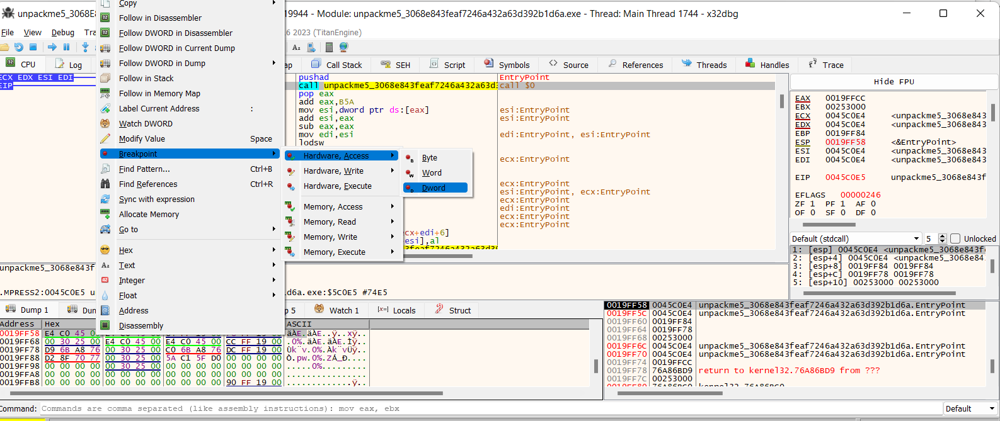 unpackme5_3068E
19944 - Module: unpackme5_3068e843feaf7246a432a63d392b1d6a.exe - Thread: Main Thread 1744 - x32dbg
File View Debug Tra
6 2023 (TitanEngine)
CPU Log
ap Call Stack SEH Script Symbols Source References Threads Handles Trace
ECX EDX ESI EDI
EIP
Copy
Follow in Disassembler
Follow DWORD in Disassembler
Follow DWORD in Current Dump
Follow DWORD in Dump
Follow in Stack
Follow in Memory Map
Label Current Address :
Watch DWORD
Modify Value Space
Breakpoint
Find Pattern... Ctrl+B
Find References Ctrl+R
Sync with expression
Allocate Memory
Go to
Hex
Text
Integer
Float
Address
Disassembly
Hardware, Access
Hardware, Write
Hardware, Execute
Memory, Access
Memory, Read
Memory, Write
Memory, Execute
Byte
Word
Dword
pushad EntryPoint
call unpackme5_3068e843feaf7246a432a63d3 call $0
pop eax
add eax,B5A
mov esi,dword ptr ds:[eax] esi:EntryPoint
add esi,eax esi:EntryPoint
sub eax,eax
mov edi,esi edi:EntryPoint, esi:EntryPoint
lodsw
ecx:EntryPoint
ecx:EntryPoint
esi:EntryPoint, ecx:EntryPoint
ecx:EntryPoint
edi:EntryPoint
ecx:EntryPoint
ecx:EntryPoint
ecx+edi+6]
esi],al
Hide FPU
EAX 0019FFCC
EBX 00253000
ECX 0045C0E4 <unpackme5_3068e843
EDX 0045C0E4 <unpackme5_3068e843
EBP 0019FF84
ESP 0019FF58 <&EntryPoint>
ESI 0045C0E4 <unpackme5_3068e843
EDI 0045C0E4 <unpackme5_3068e843
EIP 0045C0E5 unpackme5_3068e843f
EFLAGS 00000246
ZF 1 PF 1 AF 0
OF 0 SF 0 DF 0
Default (stdcall) 5 Unlocked
1: [esp] 0045C0E4 <unpackme5_3068e843f
2: [esp+4] 0045C0E4 <unpackme5_3068e843
3: [esp+8] 0019FF84 0019FF84
4: [esp+C] 0019FF78 0019FF78
5: [esp+10] 00253000 00253000
unpackme5_3068e843f
.MPRESS2:0045C0E5 u
1d6a.exe:$5C0E5 #74E5
Dump 1 Dun
p 5 Watch 1 Locals Struct
Address Hex ASCII
0019FF58 E4 C0 45 00 äÀE.äÀE..ÿ..xÿ..
0019FF68 00 30 25 00 E4 C0 45 00 E4 C0 45 00 CC FF 19 00 .0%.äÀE.äÀE.Ìÿ..
0019FF78 D9 6B A8 76 00 30 25 00 C0 6B A8 76 DC FF 19 00 Ùk¨v.0%.Àk¨vÜÿ..
0019FF88 D2 8F 70 77 00 30 25 00 5A C1 5F D0 00 00 00 00 Ò.pw.0%.ZÁ_Ð....
0019FF98 00 00 00 00 00 30 25 00 00 00 00 00 00 00 00 00 .....0%.........
0019FFA8 00 00 00 00 00 00 00 00 00 00 00 00 00 00 00 00 ................
0019FFB8 00 00 00 00 00 00 00 00 00 00 00 00 90 FF 19 00 .............ÿ..
0019FF58 0045C0E4 unpackme5_3068e843feaf7246a432a63d392b1d6a.EntryPoint
0019FF5C 0045C0E4 unpackme5_3068e843feaf7246a432a63d392b1d6a.EntryPoint
0019FF60 0019FF84
0019FF64 0019FF78
0019FF68 00253000
0019FF6C 0045C0E4 unpackme5_3068e843feaf7246a432a63d392b1d6a.EntryPoint
0019FF70 0045C0E4 unpackme5_3068e843feaf7246a432a63d392b1d6a.EntryPoint
0019FF74 0019FFCC
0019FF78 76A86BD9 return to kernel32.76A86BD9 from ???
0019FF7C 00253000
0019FF80 76A86BC0 kernel32.76A86BC0
Command: Commands are comma separated (like assembly instructions): mov eax, ebx
Default